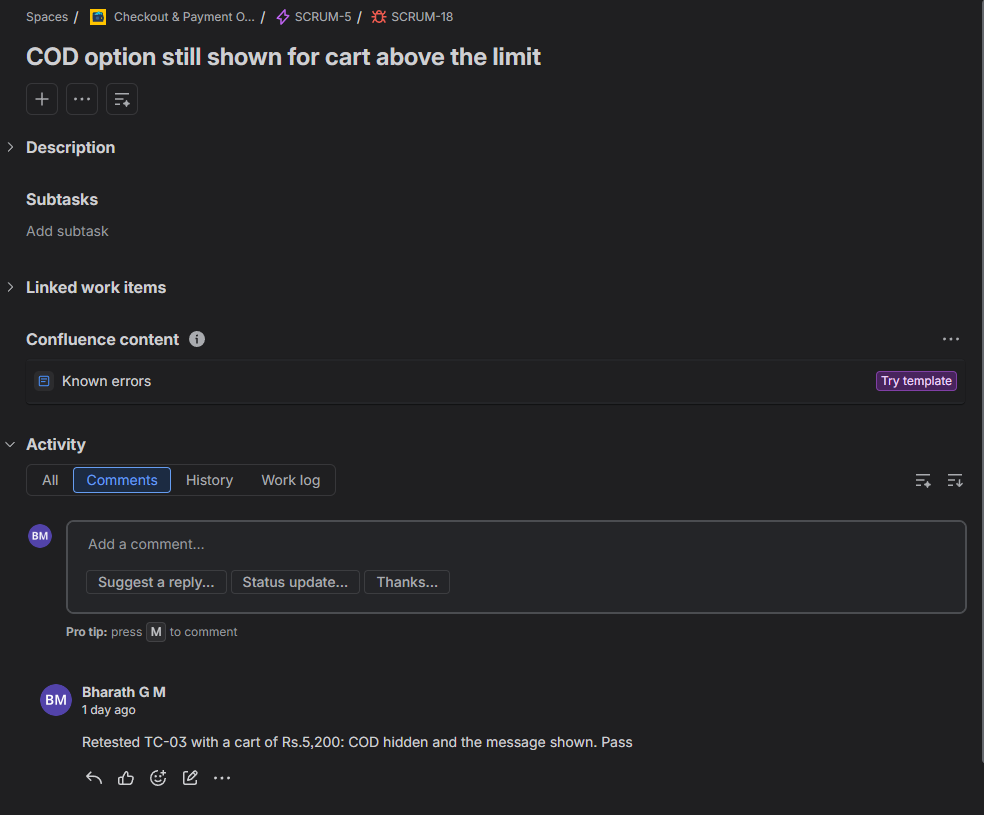 Spaces / Checkout & Payment O... / SCRUM-5 / SCRUM-18
COD option still shown for cart above the limit
Description
Subtasks
Add subtask
Linked work items
Confluence content
Known errors Try template
Activity
All Comments History Work log
BM
Add a comment...
Suggest a reply... Status update... Thanks...
Pro tip: press M to comment
BM
Bharath G M
1 day ago
Retested TC-03 with a cart of Rs.5,200: COD hidden and the message shown. Pass